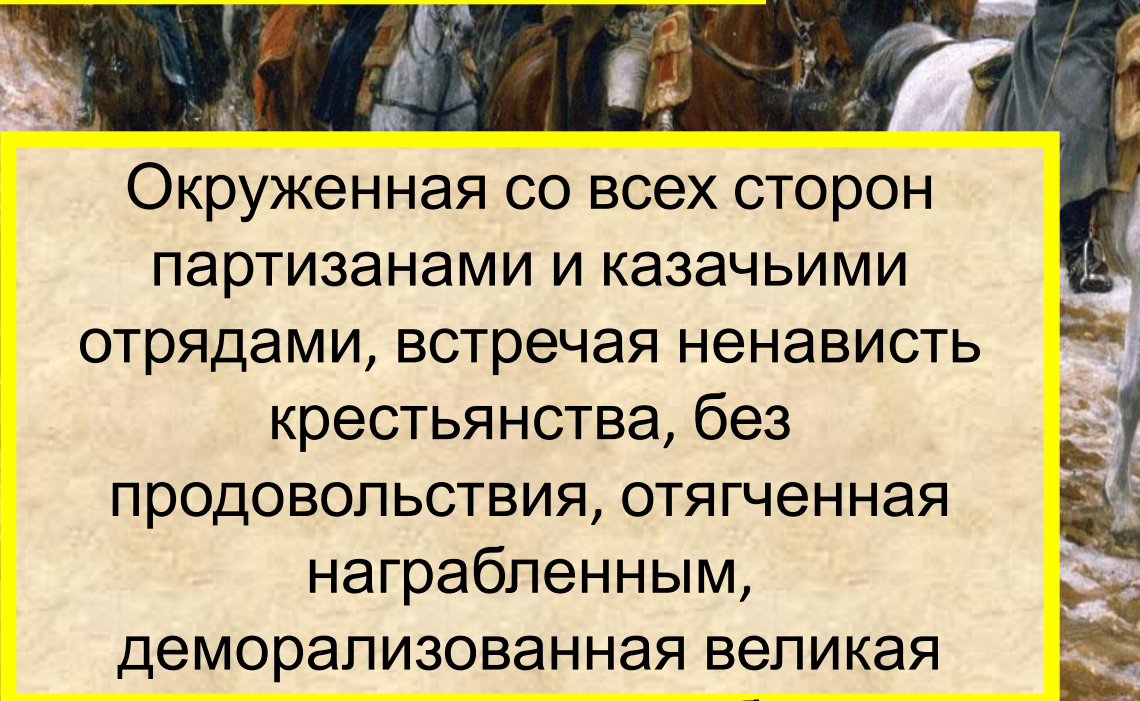 Окруженная со всех сторон
партизанами и казачьими
отрядами, встречая ненависть
крестьянства, без
продовольствия, отягченная
награбленным,
деморализованная великая